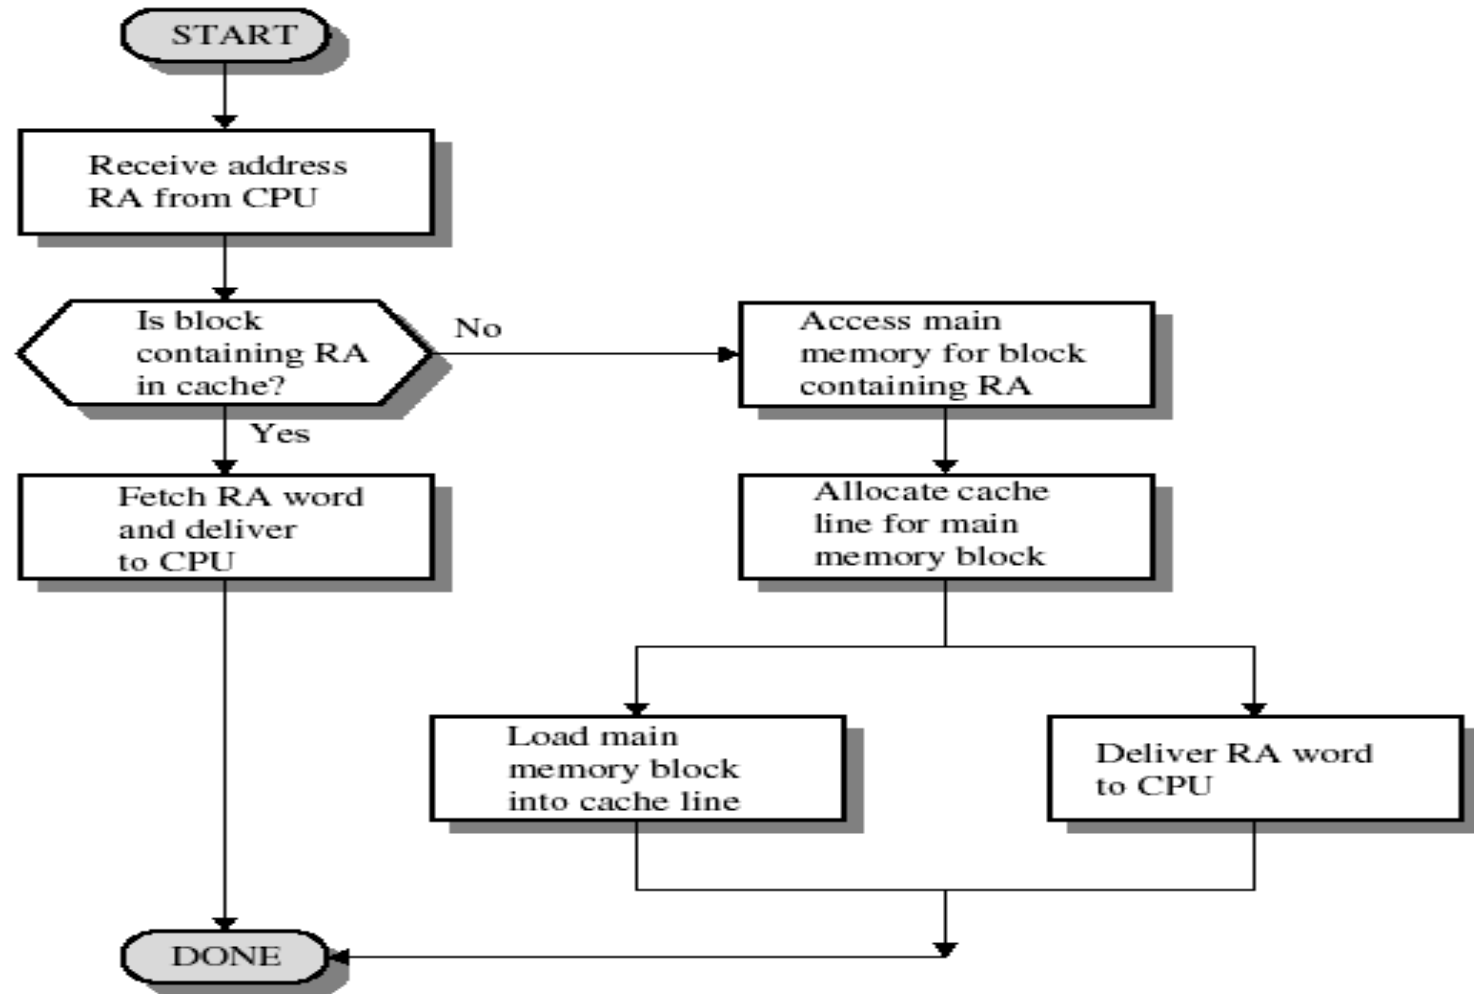 START
Receive address
RA from CPU
Is block
containing RA
in cache?
No
Yes
Access main
memory for block
containing RA
Fetch RA word
and deliver
to CPU
Allocate cache
line for main
memory block
Load main
memory block
into cache line
Deliver RA word
to CPU
DONE